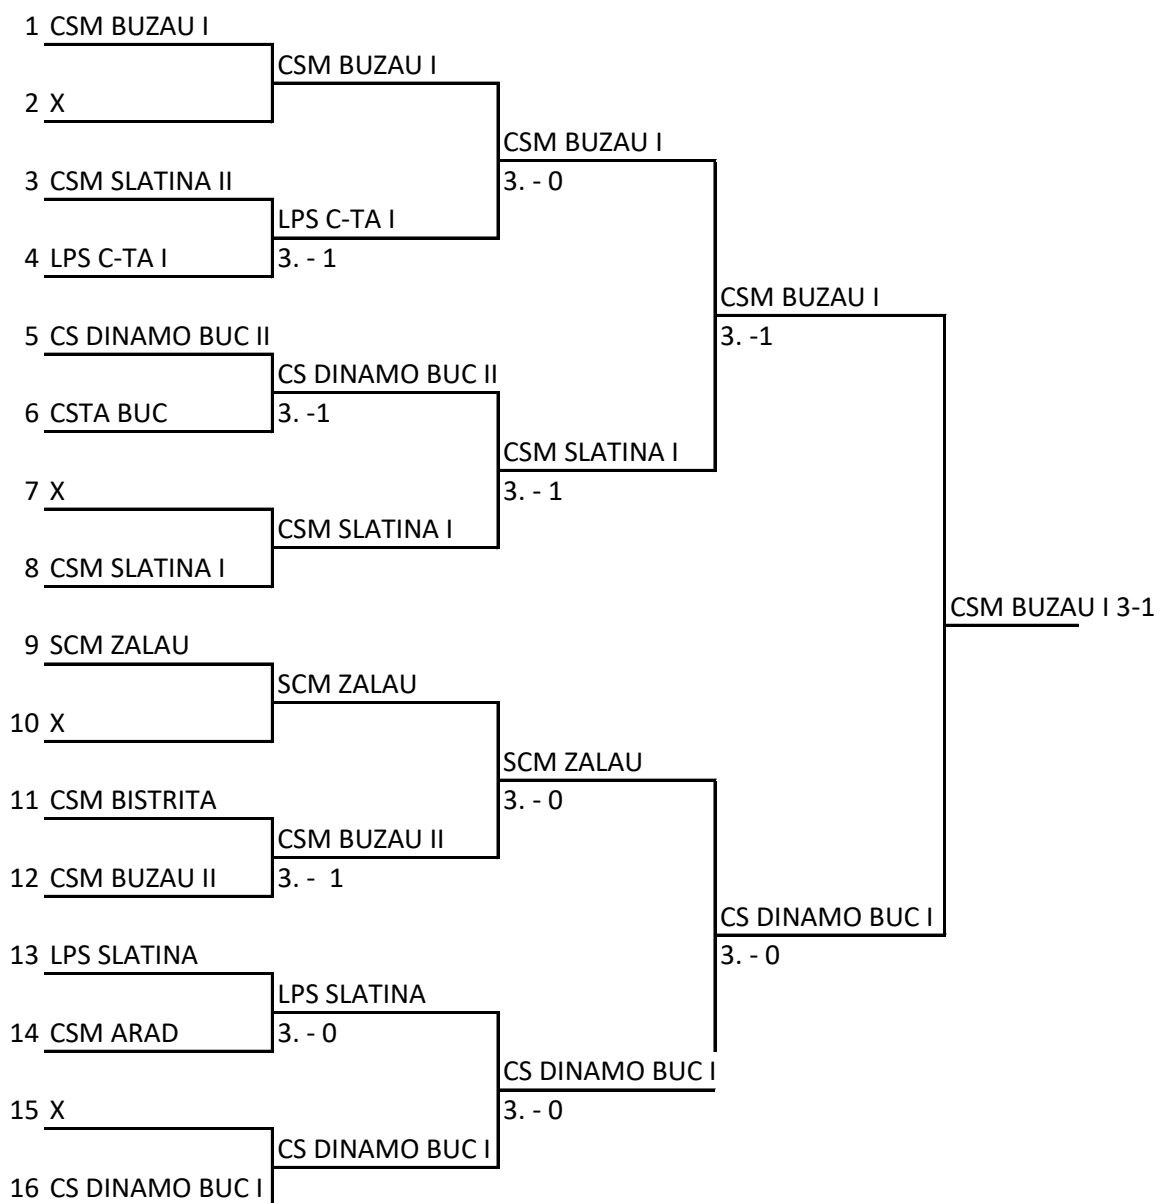 1 CSM BUZAU I
CSM BUZAU I
2 X
CSM BUZAU I
3 CSM SLATINA II
3. - 0
LPS C-TA I
4 LPS C-TA I
3. - 1
CSM BUZAU I
5 CS DINAMO BUC II
3. -1
CS DINAMO BUC II
6 CSTA BUC
3. -1
CSM SLATINA I
7 X
3. - 1
CSM SLATINA I
8 CSM SLATINA I
CSM BUZAU I 3-1
9 SCM ZALAU
SCM ZALAU
10 X
SCM ZALAU
11 CSM BISTRITA
3. - 0
CSM BUZAU II
12 CSM BUZAU II
3. -  1
CS DINAMO BUC I
13 LPS SLATINA
3. - 0
LPS SLATINA
14 CSM ARAD
3. - 0
CS DINAMO BUC I
15 X
3. - 0
CS DINAMO BUC I
16 CS DINAMO BUC I